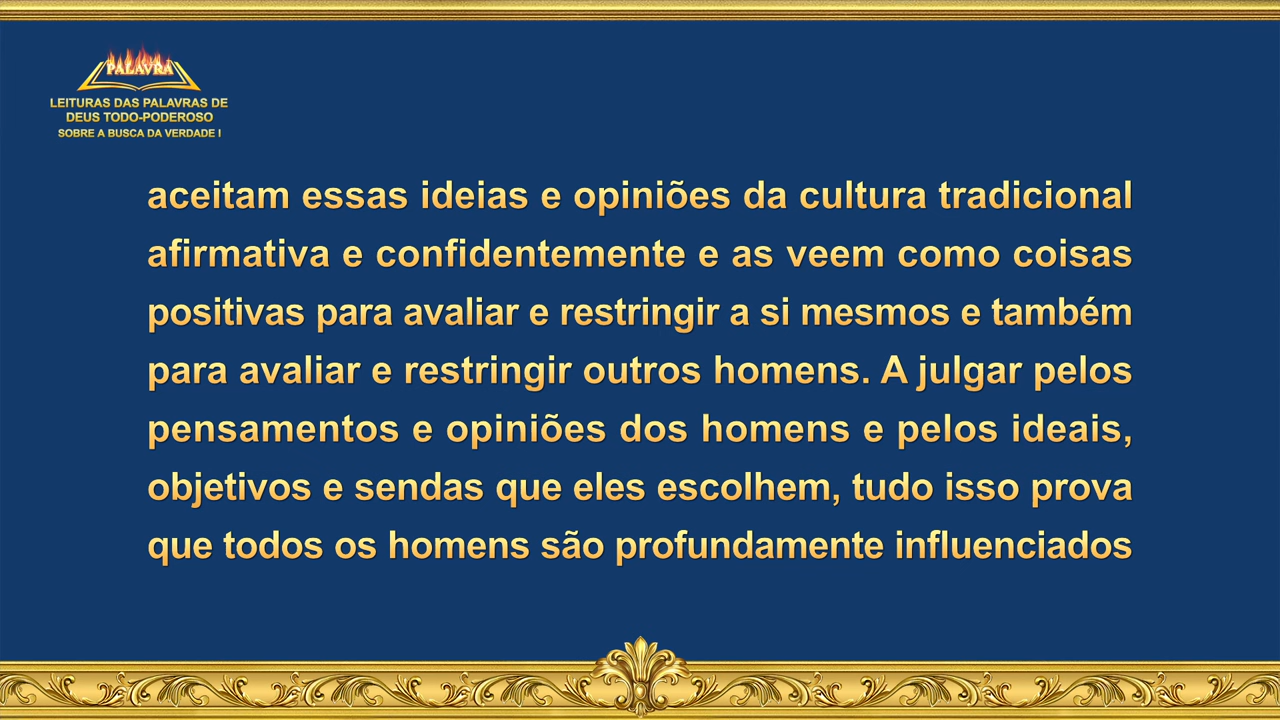 PALAVRA
LEITURAS DAS PALAVRAS DE
DEUS TODO-PODEROSO
SOBRE A BUSCA DA VERDADE I
aceitam essas ideias e opiniões da cultura tradicional
afirmativa e confidentemente e as veem como coisas
positivas para avaliar e restringir a si mesmos e também
para avaliar e restringir outros homens. A julgar pelos
pensamentos e opiniões dos homens e pelos ideais,
objetivos e sendas que eles escolhem, tudo isso prova
que todos os homens são profundamente influenciados